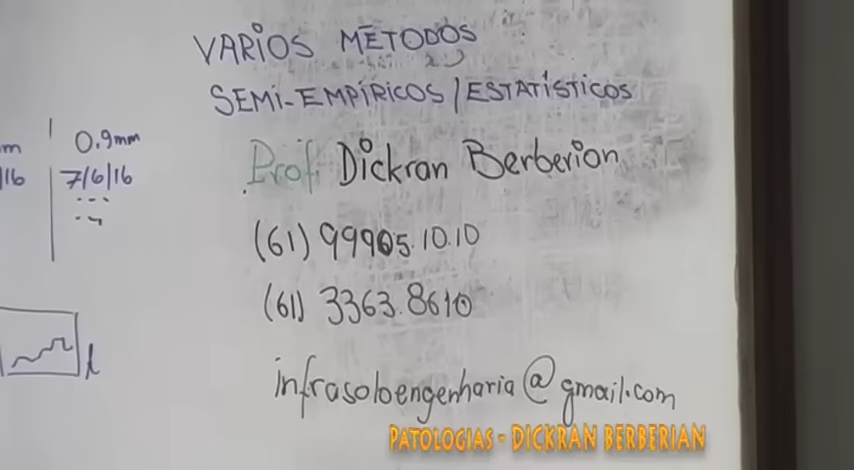 VARIOS MÉTODOS
SEMI-EMPÍRICOS/ESTATÍSTICOS
0.9mm
m
7/6/16
/16
Prof. Dickran Berberian
(61) 99905.10.10
(61) 3363.8610
infrasoloengenharia@gmail.com
PATOLOGIAS - DICKRAN BERBERIAN